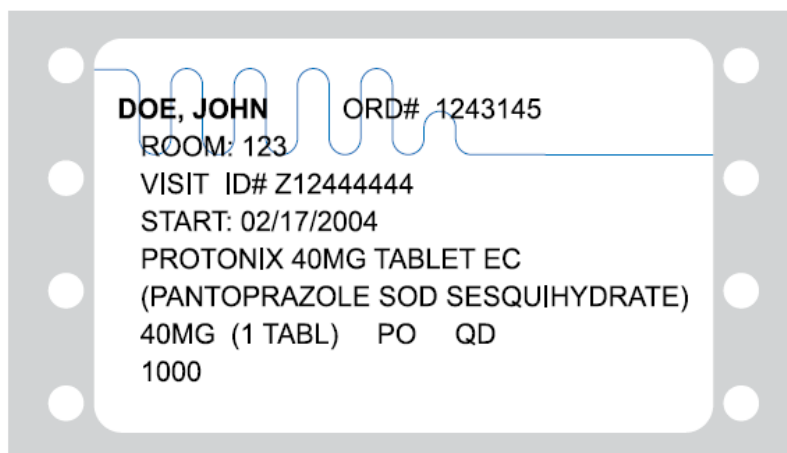 DOE, JOHN ORD# 1243145
ROOM: 123
VISIT ID# Z12444444
START: 02/17/2004
PROTONIX 40MG TABLET EC
(PANTOPRAZOLE SOD SESQUIHYDRATE)
40MG (1 TABL) PO QD
1000